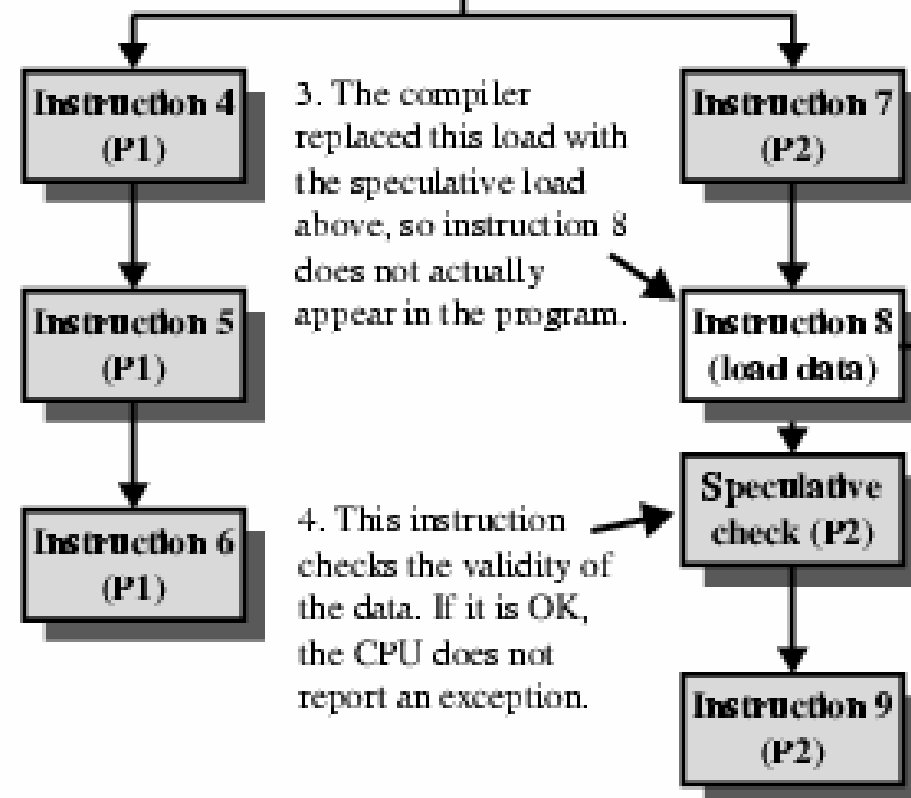 Instruction 4
(P1)
Instruction 5
(P1)
Instruction 6
(P1)
3. The compiler
replaced this load with
the speculative load
above, so instruction 8
does not actually
appear in the program.
4. This instruction
checks the validity of
the data. If it is OK,
the CPU does not
report an exception.
Instruction 7
(P2)
Instruction 8
(load data)
Speculative
check (P2)
Instruction 9
(P2)